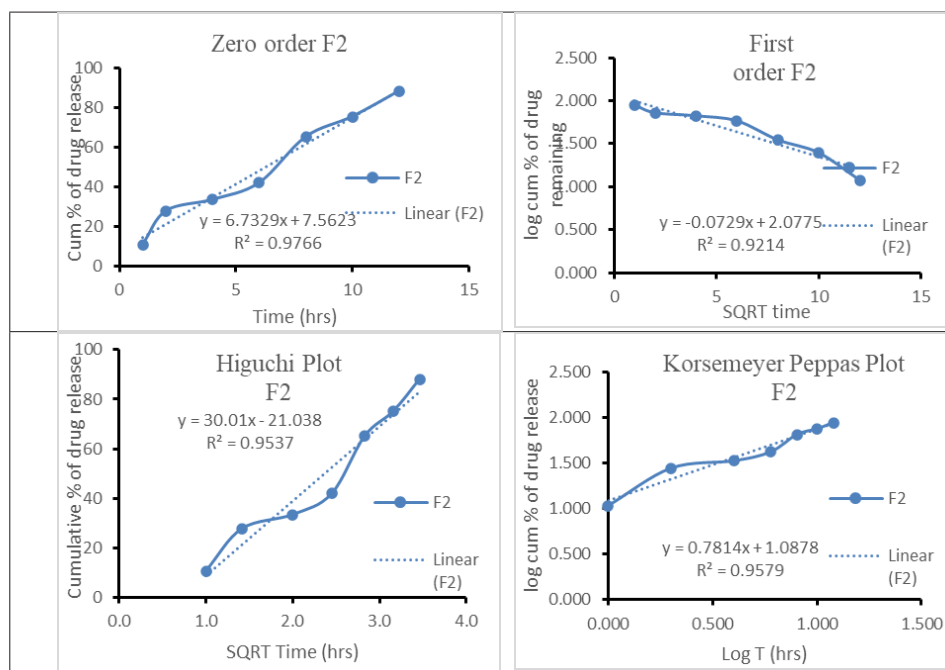 Zero order F2
100
80
60
40
20
0
Cum % of drug release
0
5
10
15
Time (hrs)
F2
Linear (F2)
y = 6.7329x + 7.5623
R² = 0.9766
First
order F2
2.500
2.000
1.500
1.000
0.500
0.000
log cum % of drug
remaining
0
5
10
15
SQRT time
F2
Linear
(F2)
y = -0.0729x + 2.0775
R² = 0.9214
Higuchi Plot
F2
100
80
60
40
20
0
Cumulative % of drug release
0.0
1.0
2.0
3.0
4.0
SQRT Time (hrs)
y = 30.01x - 21.038
R² = 0.9537
F2
Linear
(F2)
Korsemeyer Peppas Plot
F2
2.500
2.000
1.500
1.000
0.500
0.000
log cum % of drug release
0.000
0.500
1.000
1.500
Log T (hrs)
F2
Linear
(F2)
y = 0.7814x + 1.0878
R² = 0.9579